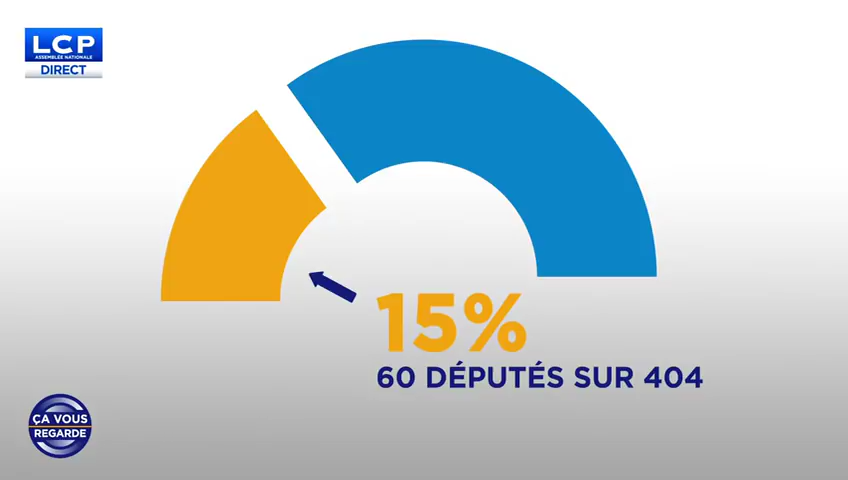 LCP
ASSEMBLÉE NATIONALE
DIRECT
15%
60 DÉPUTÉS SUR 404
ÇA VOUS
REGARDE